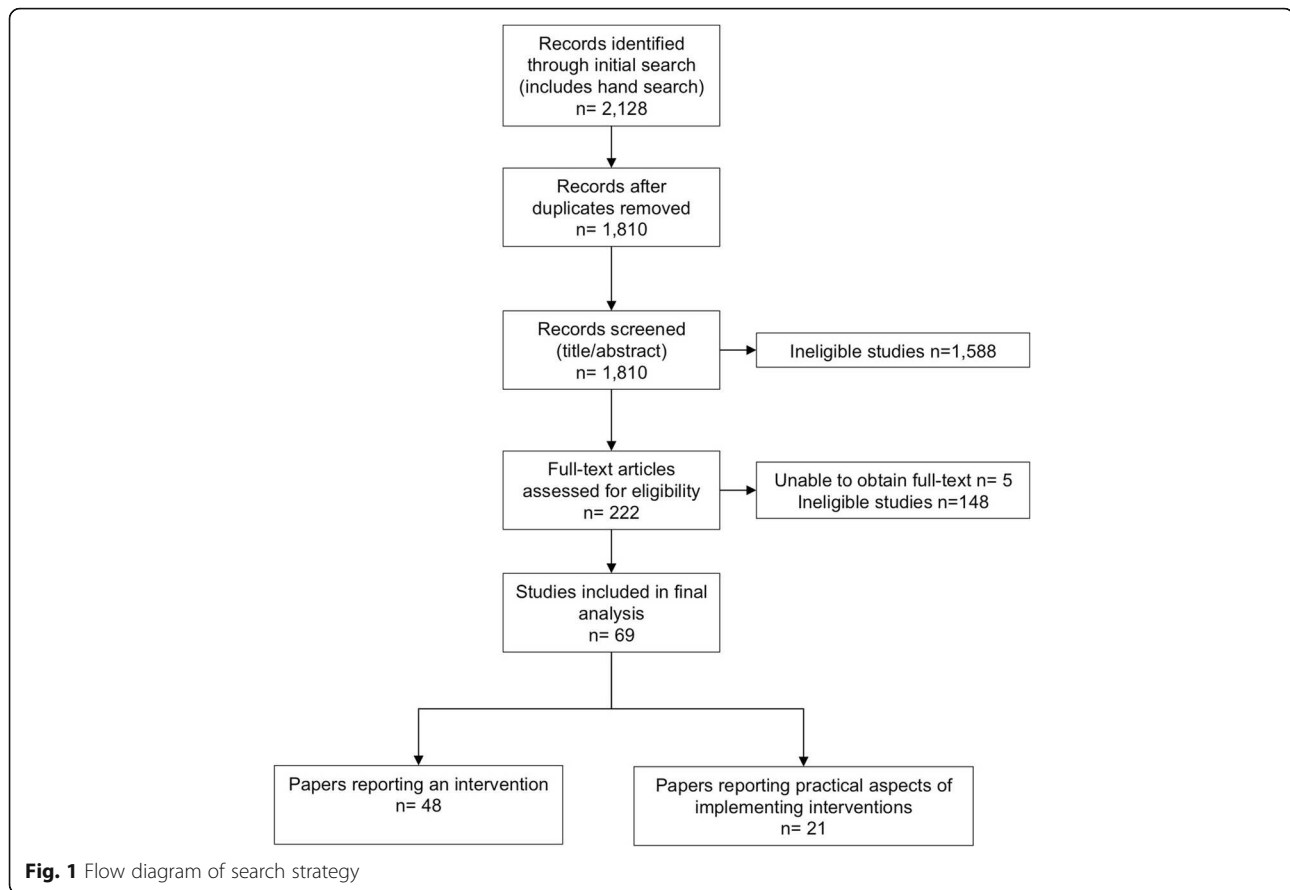 Records identified
through initial search
(includes hand search)
n= 2,128
Records after
duplicates removed
n= 1,810
Records screened
(title/abstract)
n= 1,810
Ineligible studies n=1,588
Full-text articles
assessed for eligibility
n= 222
Unable to obtain full-text n= 5
Ineligible studies n=148
Studies included in final
analysis
n= 69
Papers reporting an intervention
n= 48
Papers reporting practical aspects of
implementing interventions
n= 21
Fig. 1 Flow diagram of search strategy